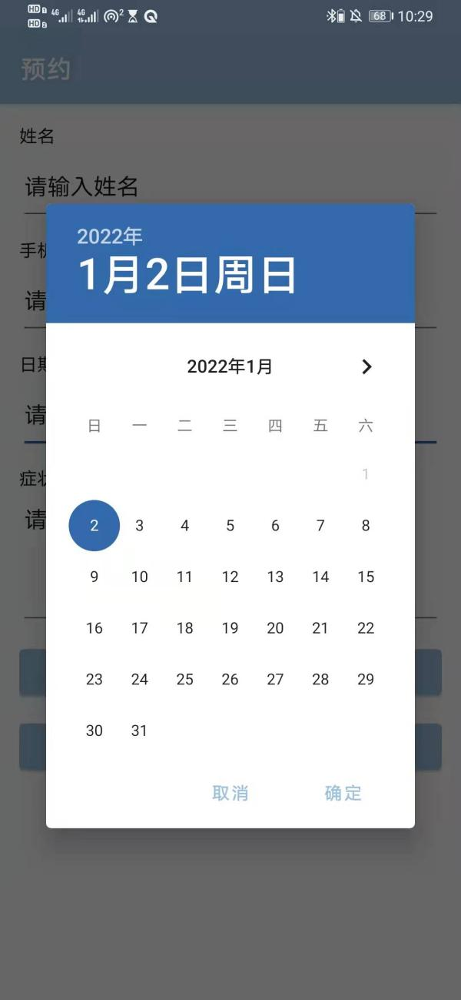 HD 1 4G 4G 2 68 10:29
HD 2
预约
姓名
请输入姓名
2022年
1月2日周日
手机
请
日期
请
症状
请
2022年1月
日 一 二 三 四 五 六
1
2 3 4 5 6 7 8
9 10 11 12 13 14 15
16 17 18 19 20 21 22
23 24 25 26 27 28 29
30 31
取消 确定